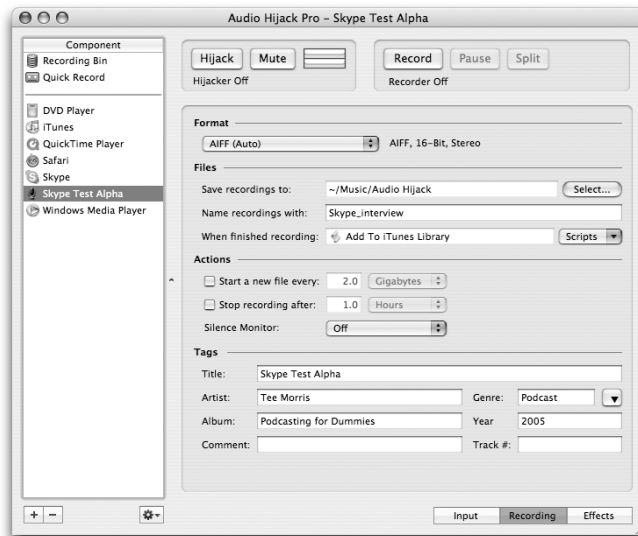 Audio Hijack Pro – Skype Test Alpha
Component
Recording Bin
Quick Record
DVD Player
iTunes
QuickTime Player
Safari
Skype
Skype Test Alpha
Windows Media Player
Hijack Mute
Hijacker Off
Record Pause Split
Recorder Off
Format
AIFF (Auto) AIFF, 16-Bit, Stereo
Files
Save recordings to: ~/Music/Audio Hijack Select...
Name recordings with: Skype_interview
When finished recording: Add To iTunes Library Scripts
Actions
Start a new file every: 2.0 Gigabytes
Stop recording after: 1.0 Hours
Silence Monitor: Off
Tags
Title: Skype Test Alpha
Artist: Tee Morris Genre: Podcast
Album: Podcasting for Dummies Year 2005
Comment: Track #:
+ − Input Recording Effects